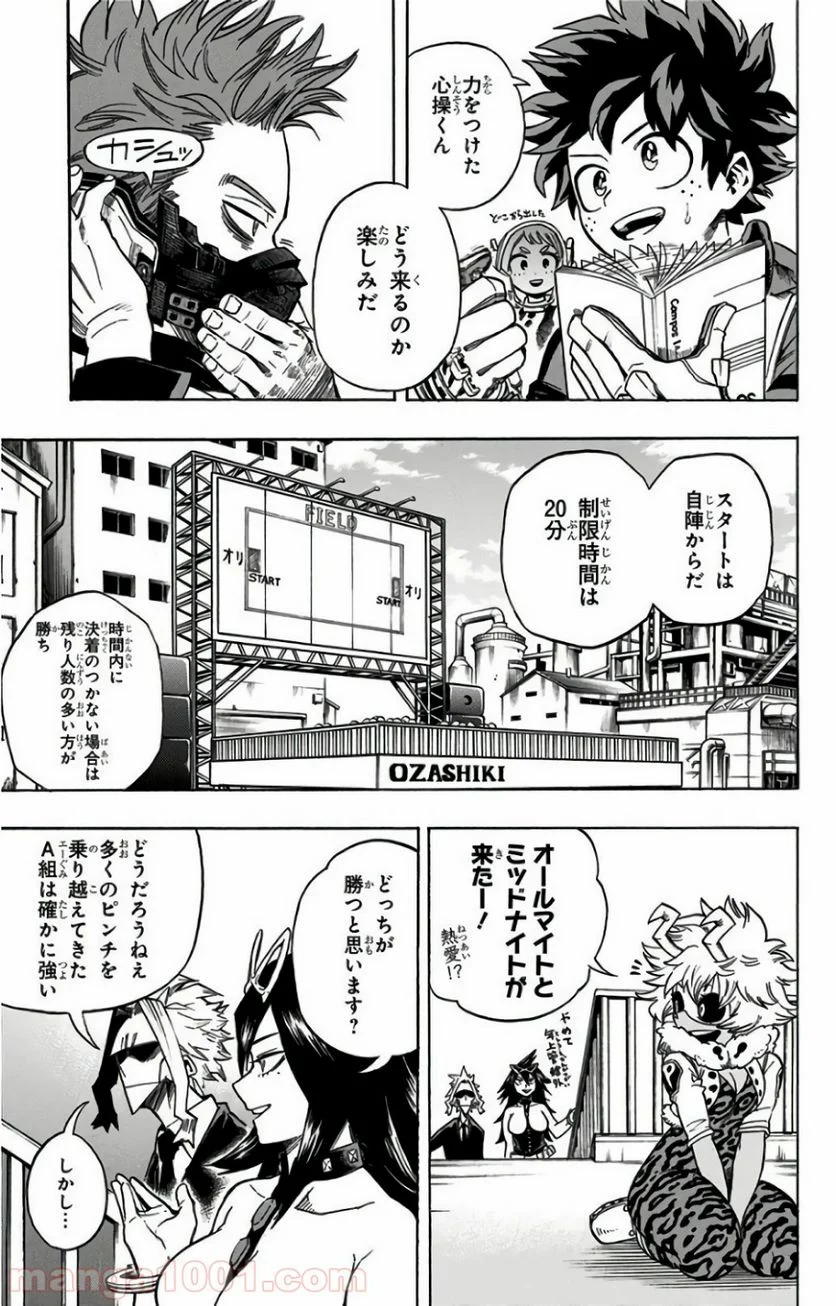 力をつけた
心操くん
どこから出した
Campus
どう来るのか
楽しみだ
カシュッ
スタートは
自陣からだ
制限時間は
20分
FIELD
オリ
START
START
オリ
OZASHIKI
時間内に
決着のつかない場合は
残り人数の多い方が
勝ち
オールマイトと
ミッドナイトが
来たー！
熱愛!?
やめて
どっちが
勝つと思います？
どうだろうねえ
多くのピンチを
乗り越えてきた
A組は確かに強い
しかし…
manga1001.com